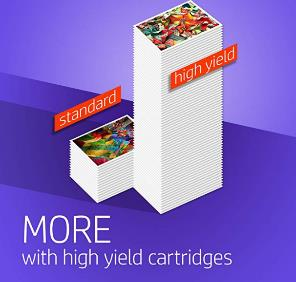 high yield
standard
MORE
with high yield cartridges